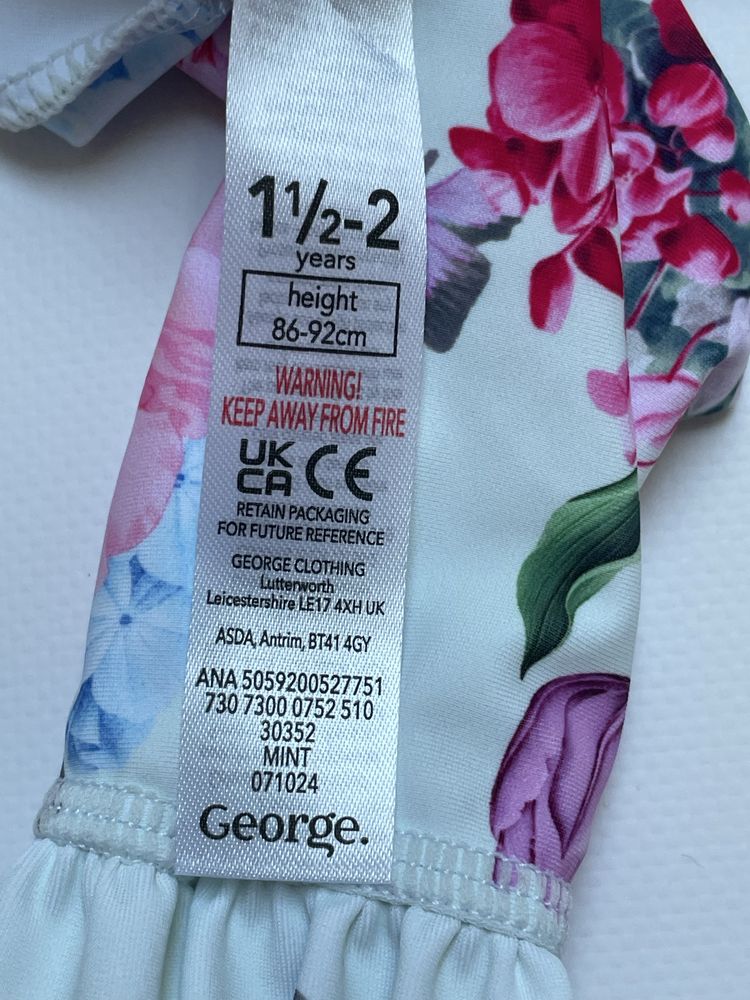 1½-2
years
height
86-92cm
WARNING!
KEEP AWAY FROM FIRE
UK
CA CE
RETAIN PACKAGING
FOR FUTURE REFERENCE
GEORGE CLOTHING
Lutterworth
Leicestershire LE17 4XH UK
ASDA, Antrim, BT41 4GY
ANA 5059200527751
730 7300 0752 510
30352
MINT
071024
George.